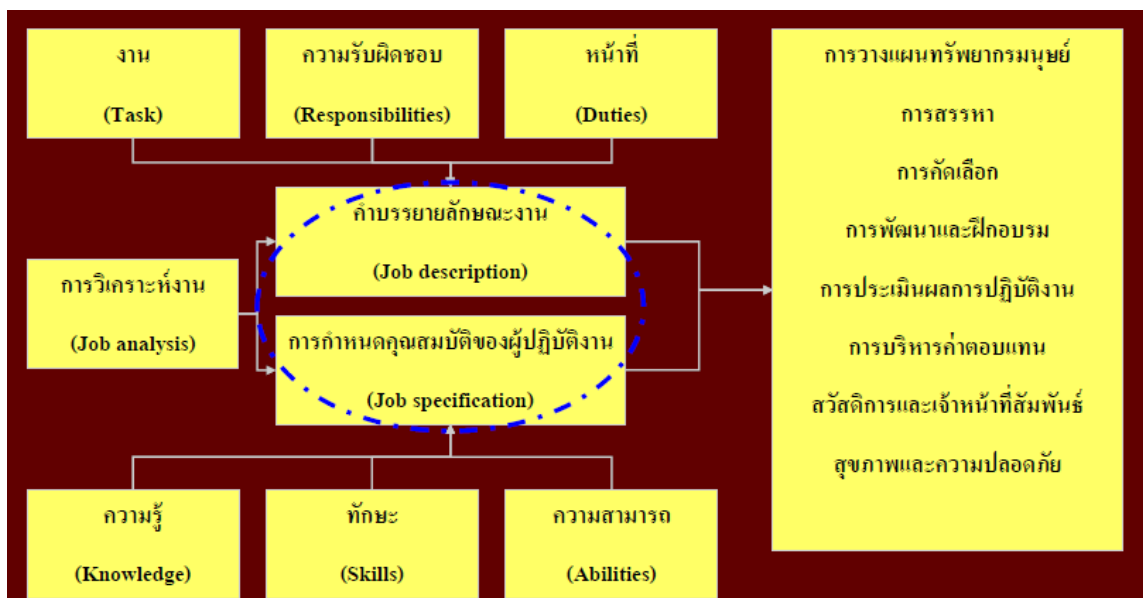 งาน
(Task)
ความรับผิดชอบ
(Responsibilities)
หน้าที่
(Duties)
คำบรรยายลักษณะงาน
(Job description)
การวิเคราะห์งาน
(Job analysis)
การกำหนดคุณสมบัติของผู้ปฏิบัติงาน
(Job specification)
ความรู้
(Knowledge)
ทักษะ
(Skills)
ความสามารถ
(Abilities)
การวางแผนทรัพยากรมนุษย์
การสรรหา
การคัดเลือก
การพัฒนาและฝึกอบรม
การประเมินผลการปฏิบัติงาน
การบริหารค่าตอบแทน
สวัสดิการและเจ้าหน้าที่สัมพันธ์
สุขภาพและความปลอดภัย